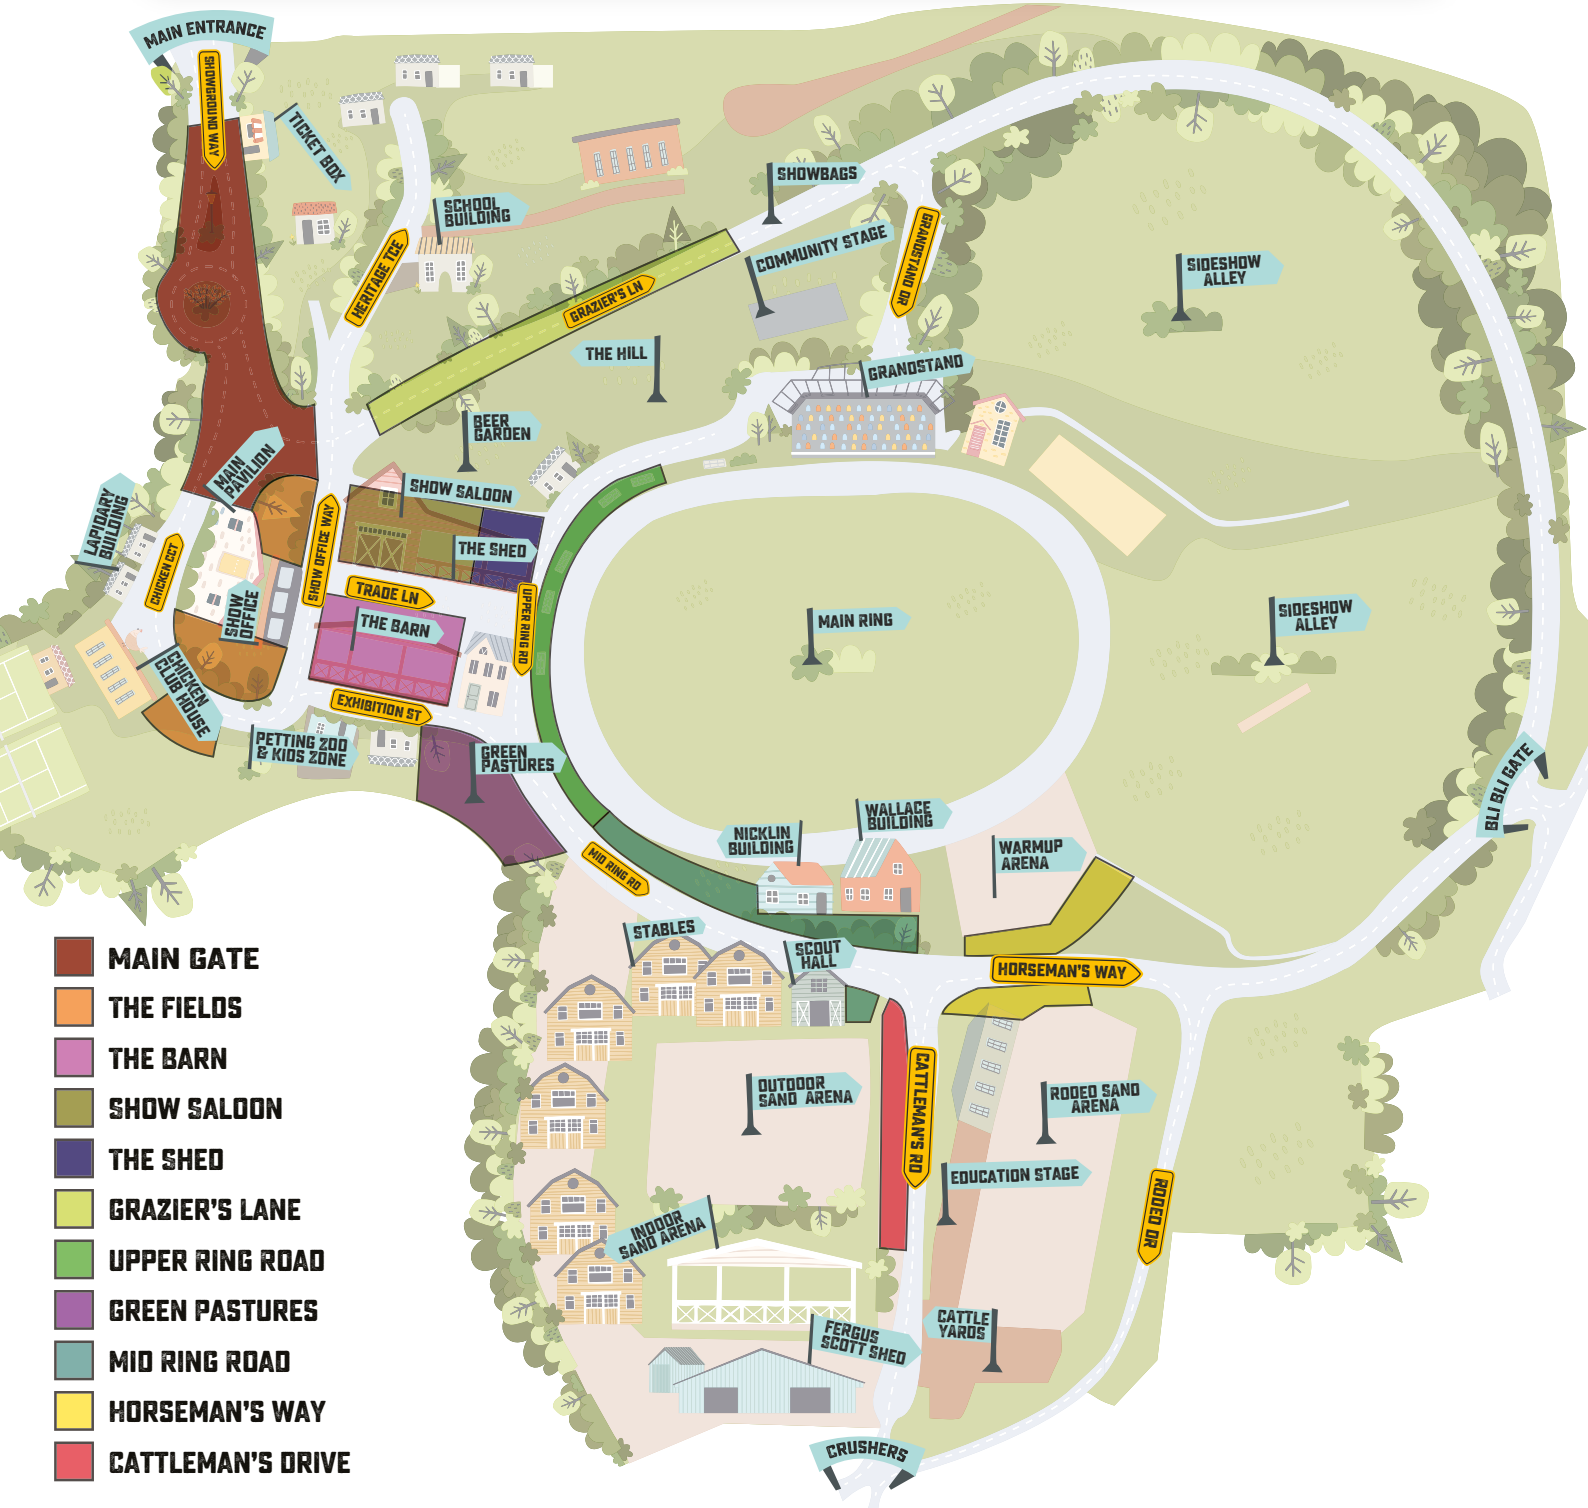 MAIN ENTRANCE
SHOWGROUND WAY
TICKET BOX
SCHOOL
BUILDING
HERITAGE TCE
SHOWBAGS
COMMUNITY STAGE
GRANDSTAND DR
GRAZIER'S LN
SIDESHOW
ALLEY
THE HILL
GRANDSTAND
BEER
GARDEN
MAIN
PAVILION
SHOW SALOON
LAPIDARY
BUILDING
CHICKEN CCT
SHOW OFFICE WAY
THE SHED
TRADE LN
UPPER RING RD
SHOW
OFFICE
THE BARN
MAIN RING
SIDESHOW
ALLEY
CHICKEN
CLUB HOUSE
EXHIBITION ST
PETTING ZOO
& KIDS ZONE
GREEN
PASTURES
BLI BLI GATE
WALLACE
BUILDING
NICKLIN
BUILDING
WARMUP
ARENA
MID RING RD
STABLES
SCOUT
HALL
HORSEMAN'S WAY
CATTLEMAN'S RD
OUTDOOR
SAND ARENA
RODEO SAND
ARENA
EDUCATION STAGE
RODEO DR
INDOOR
SAND ARENA
CATTLE
YARDS
FERGUS
SCOTT SHED
CRUSHERS
MAIN GATE
THE FIELDS
THE BARN
SHOW SALOON
THE SHED
GRAZIER'S LANE
UPPER RING ROAD
GREEN PASTURES
MID RING ROAD
HORSEMAN'S WAY
CATTLEMAN'S DRIVE